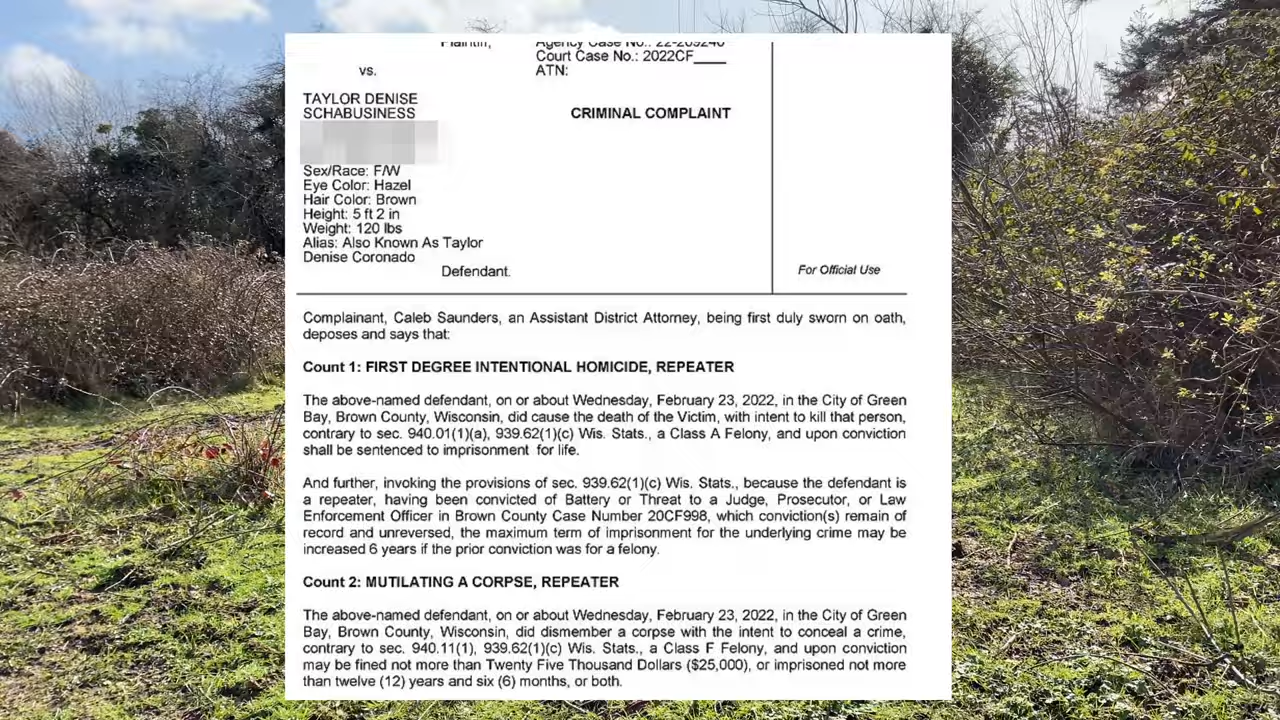 Plaintiff,
Agency Case No.: 22-209240
Court Case No.: 2022CF____
vs.
ATN:
TAYLOR DENISE
SCHABUSINESS
CRIMINAL COMPLAINT
Sex/Race: F/W
Eye Color: Hazel
Hair Color: Brown
Height: 5 ft 2 in
Weight: 120 lbs
Alias: Also Known As Taylor
Denise Coronado
Defendant.
For Official Use
Complainant, Caleb Saunders, an Assistant District Attorney, being first duly sworn on oath,
deposes and says that:
Count 1: FIRST DEGREE INTENTIONAL HOMICIDE, REPEATER
The above-named defendant, on or about Wednesday, February 23, 2022, in the City of Green
Bay, Brown County, Wisconsin, did cause the death of the Victim, with intent to kill that person,
contrary to sec. 940.01(1)(a), 939.62(1)(c) Wis. Stats., a Class A Felony, and upon conviction
shall be sentenced to imprisonment for life.
And further, invoking the provisions of sec. 939.62(1)(c) Wis. Stats., because the defendant is
a repeater, having been convicted of Battery or Threat to a Judge, Prosecutor, or Law
Enforcement Officer in Brown County Case Number 20CF998, which conviction(s) remain of
record and unreversed, the maximum term of imprisonment for the underlying crime may be
increased 6 years if the prior conviction was for a felony.
Count 2: MUTILATING A CORPSE, REPEATER
The above-named defendant, on or about Wednesday, February 23, 2022, in the City of Green
Bay, Brown County, Wisconsin, did dismember a corpse with the intent to conceal a crime,
contrary to sec. 940.11(1), 939.62(1)(c) Wis. Stats., a Class F Felony, and upon conviction
may be fined not more than Twenty Five Thousand Dollars ($25,000), or imprisoned not more
than twelve (12) years and six (6) months, or both.